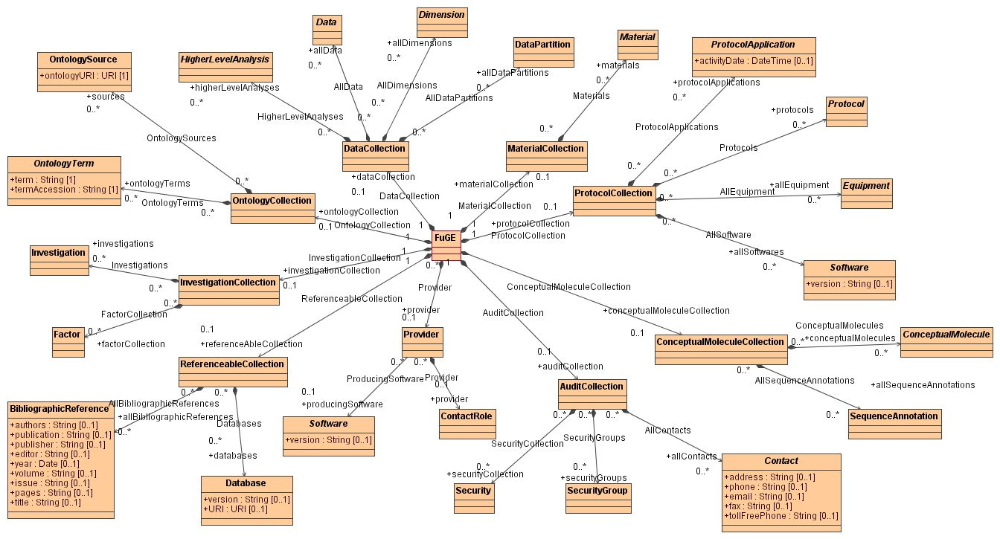 Data
+allData
0..*
AllData
0..*
Dimension
+allDimensions
0..*
AllDimensions
0..*
DataPartition
+allDataPartitions
0..*
AllDataPartitions
0..*
Material
+materials
0..*
Materials
0..*
ProtocolApplication
+activityDate : DateTime [0..1]
+protocolApplications
0..*
ProtocolApplications
0..*
OntologySource
+ontologyURI : URI [1]
+sources
0..*
OntologySources
0..*
HigherLevelAnalysis
+higherLevelAnalyses
0..*
HigherLevelAnalyses
0..*
Protocol
+protocols
0..*
Protocols
0..*
DataCollection
+dataCollection
0..1
DataCollection
1
MaterialCollection
0..1
+materialCollection
MaterialCollection
1
OntologyTerm
+term : String [1]
+termAccession : String [1]
+ontologyTerms
0..*
OntologyTerms
0..*
OntologyCollection
+ontologyCollection
0..1
OntologyCollection
1
ProtocolCollection
0..1
+protocolCollection
ProtocolCollection
1
Equipment
+allEquipment
AllEquipment
0..*
0..*
AllSoftware
0..*
+allSoftwares
0..*
Software
+version : String [0..1]
FuGE
Investigation
+investigations
0..*
Investigations
0..*
InvestigationCollection
InvestigationCollection
+investigationCollection
0..1
1
0..*
FactorCollection
0..*
+factorCollection
Factor
ReferenceableCollection
0..*
0..1
+referenceAbleCollection
ReferenceableCollection
1
Provider
+provider
0..1
Provider
AuditCollection
0..1
+auditCollection
ConceptualMoleculeCollection
+conceptualMoleculeCollection
0..1
ConceptualMoleculeCollection
ConceptualMolecules
0..*
+conceptualMolecules
0..*
ConceptualMolecule
0..*
AllSequenceAnnotations
+allSequenceAnnotations
0..*
SequenceAnnotation
0..*
ProducingSoftware
0..1
+producingSoftware
Software
+version : String [0..1]
0..*
Provider
0..1
+provider
ContactRole
AuditCollection
0..*
SecurityCollection
0..*
+securityCollection
Security
0..*
SecurityGroups
0..*
+securityGroups
SecurityGroup
0..*
AllContacts
+allContacts
0..*
Contact
+address : String [0..1]
+phone : String [0..1]
+email : String [0..1]
+fax : String [0..1]
+tollFreePhone : String [0..1]
0..*
AllBibliographicReferences
+allBibliographicReferences
0..*
BibliographicReference
+authors : String [0..1]
+publication : String [0..1]
+publisher : String [0..1]
+editor : String [0..1]
+year : Date [0..1]
+volume : String [0..1]
+issue : String [0..1]
+pages : String [0..1]
+title : String [0..1]
0..*
Databases
0..*
+databases
Database
+version : String [0..1]
+URI : URI [0..1]